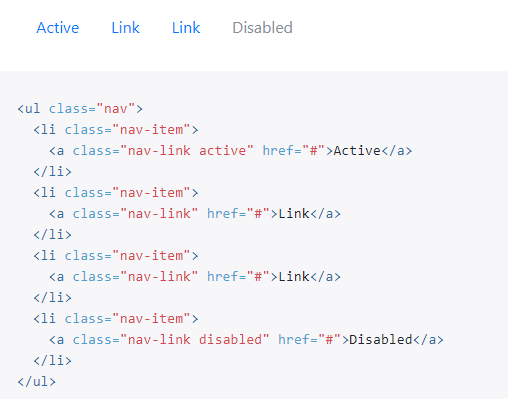 Active Link Link Disabled
<ul class="nav">
  <li class="nav-item">
    <a class="nav-link active" href="#">Active</a>
  </li>
  <li class="nav-item">
    <a class="nav-link" href="#">Link</a>
  </li>
  <li class="nav-item">
    <a class="nav-link" href="#">Link</a>
  </li>
  <li class="nav-item">
    <a class="nav-link disabled" href="#">Disabled</a>
  </li>
</ul>